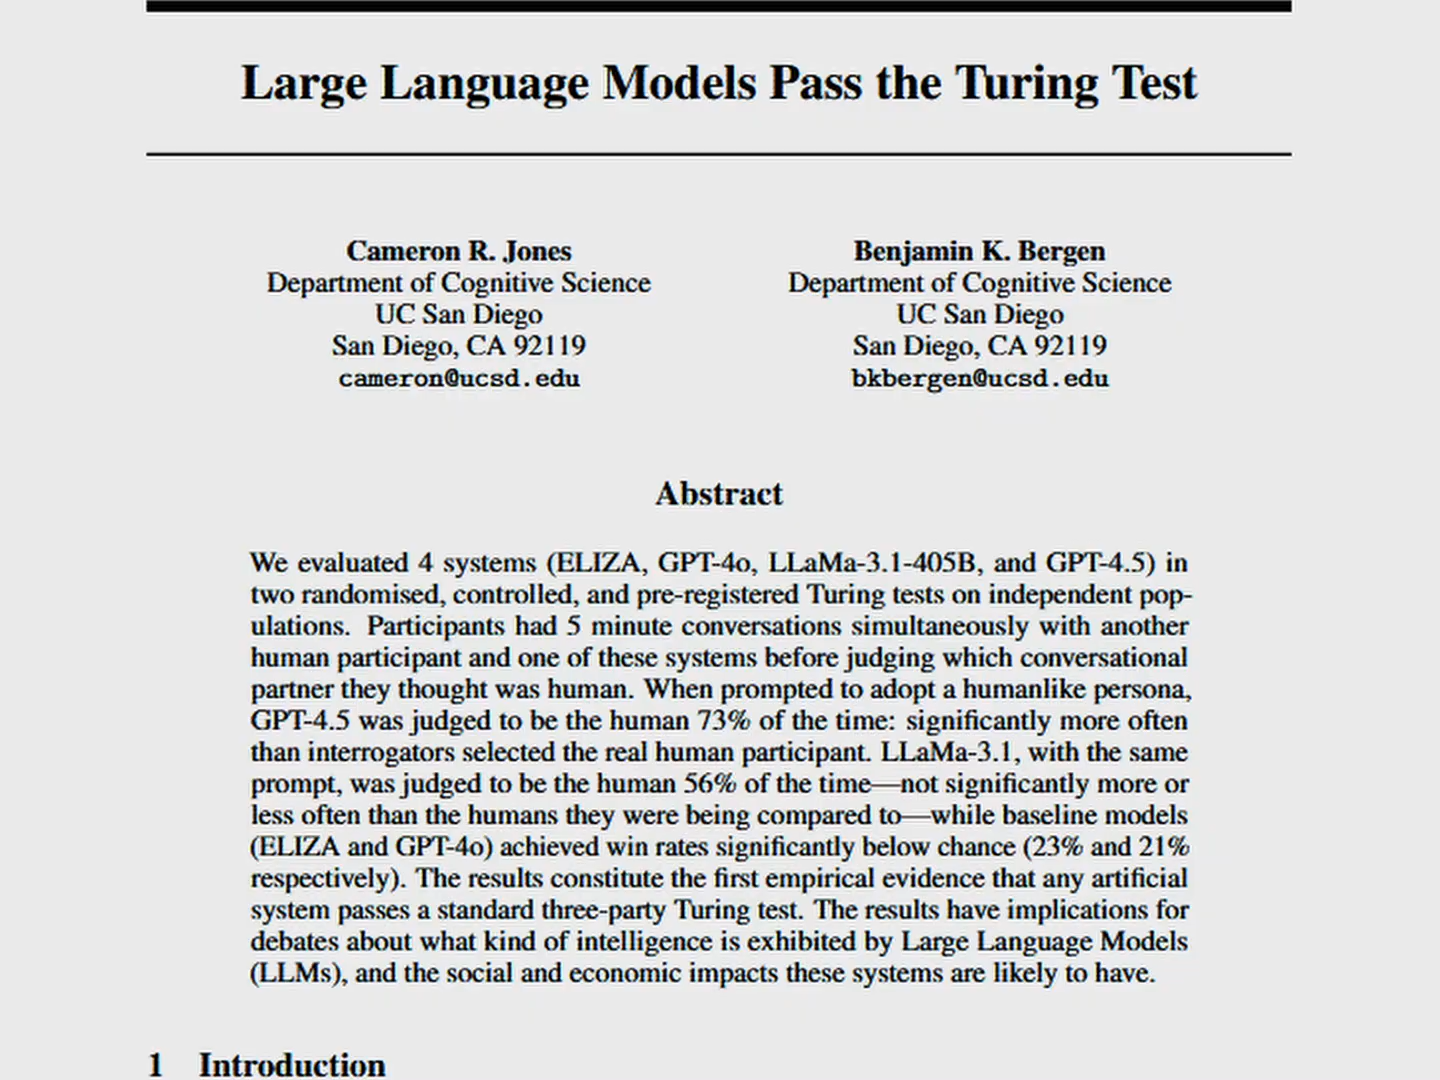 Large Language Models Pass the Turing Test
Cameron R. Jones
Department of Cognitive Science
UC San Diego
San Diego, CA 92119
cameron@ucsd.edu
Benjamin K. Bergen
Department of Cognitive Science
UC San Diego
San Diego, CA 92119
bkbergen@ucsd.edu
Abstract
We evaluated 4 systems (ELIZA, GPT-4o, LLaMa-3.1-405B, and GPT-4.5) in
two randomised, controlled, and pre-registered Turing tests on independent pop-
ulations. Participants had 5 minute conversations simultaneously with another
human participant and one of these systems before judging which conversational
partner they thought was human. When prompted to adopt a humanlike persona,
GPT-4.5 was judged to be the human 73% of the time: significantly more often
than interrogators selected the real human participant. LLaMa-3.1, with the same
prompt, was judged to be the human 56% of the time—not significantly more or
less often than the humans they were being compared to—while baseline models
(ELIZA and GPT-4o) achieved win rates significantly below chance (23% and 21%
respectively). The results constitute the first empirical evidence that any artificial
system passes a standard three-party Turing test. The results have implications for
debates about what kind of intelligence is exhibited by Large Language Models
(LLMs), and the social and economic impacts these systems are likely to have.
1 Introduction